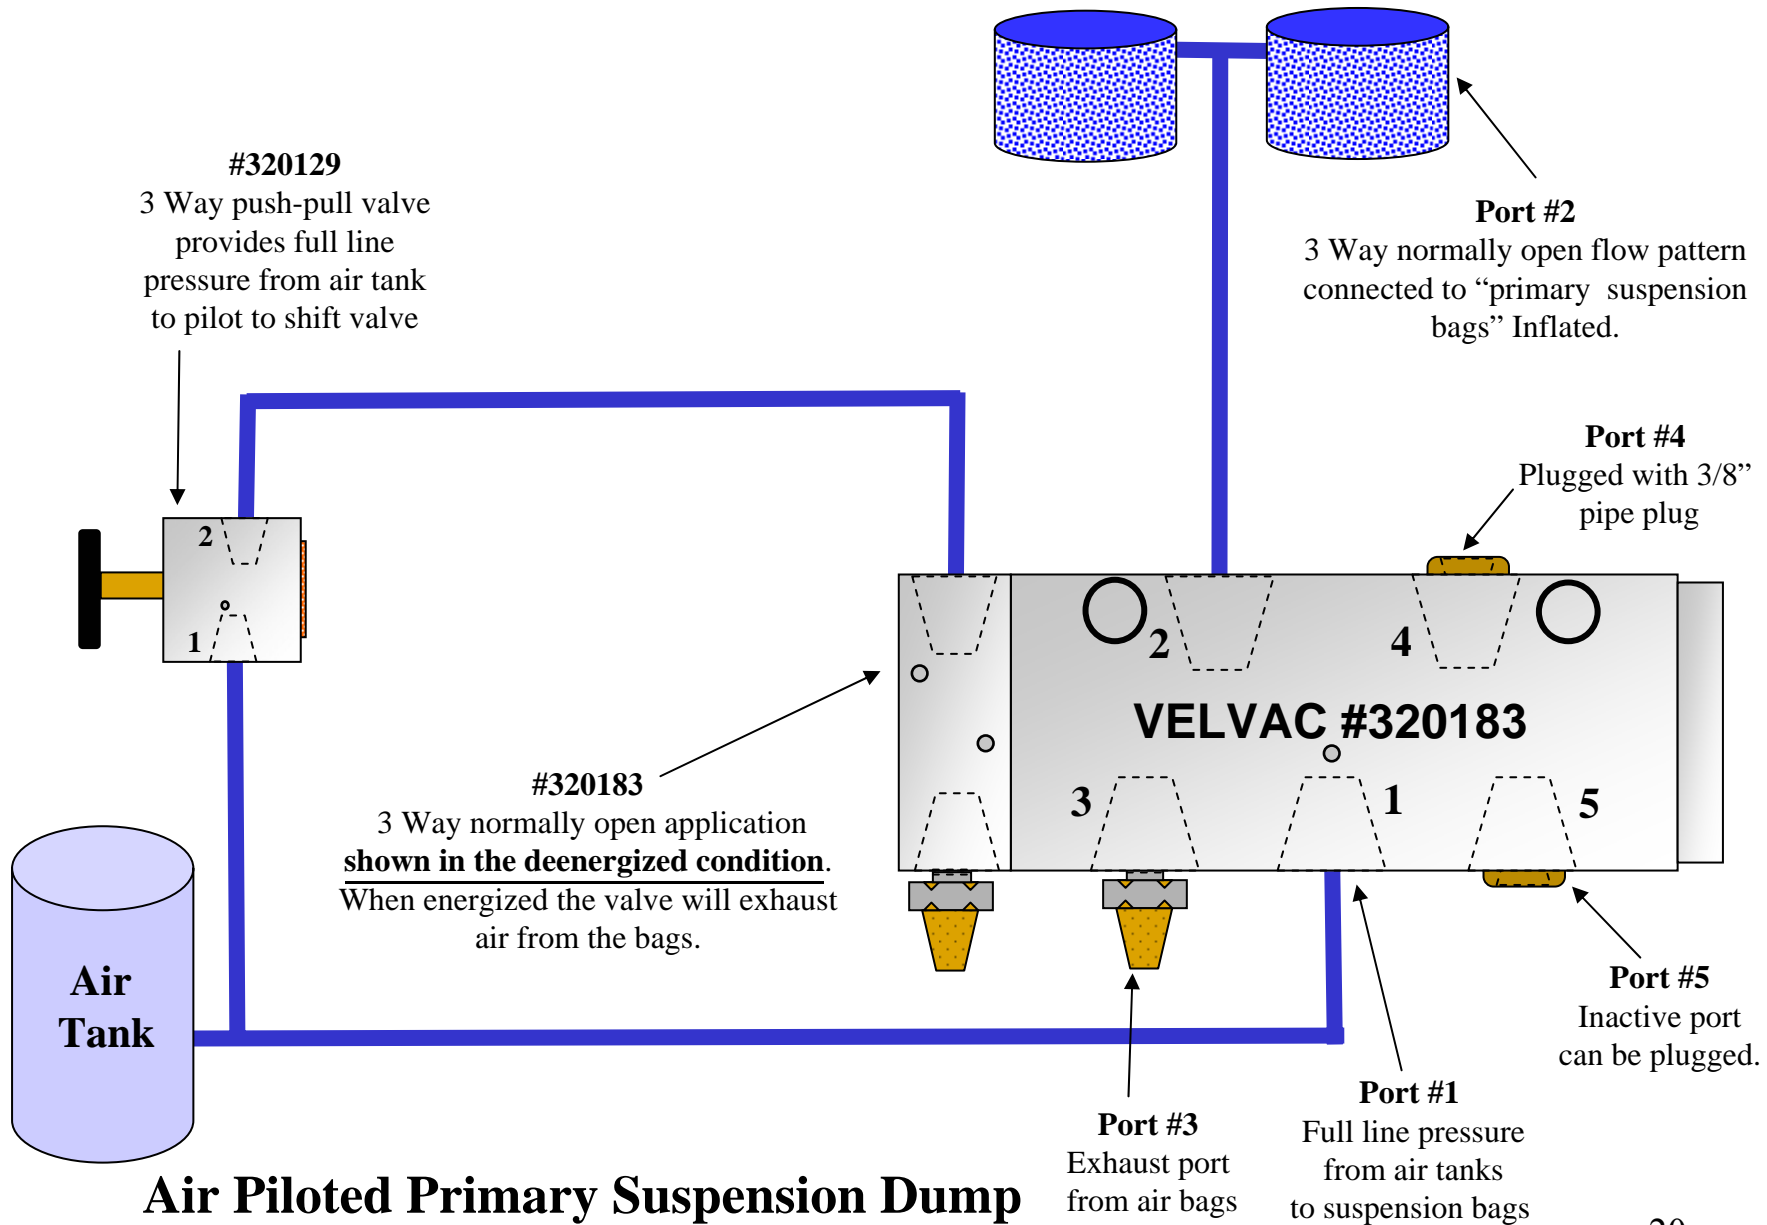 #320129
3 Way push-pull valve
provides full line
pressure from air tank
to pilot to shift valve
Port #2
3 Way normally open flow pattern
connected to “primary suspension
bags” Inflated.
Port #4
Plugged with 3/8”
pipe plug
2
1
2
4
VELVAC #320183
3
1
5
#320183
3 Way normally open application
shown in the deenergized condition.
When energized the valve will exhaust
air from the bags.
Air
Tank
Port #5
Inactive port
can be plugged.
Port #1
Full line pressure
from air tanks
to suspension bags
Port #3
Exhaust port
from air bags
Air Piloted Primary Suspension Dump